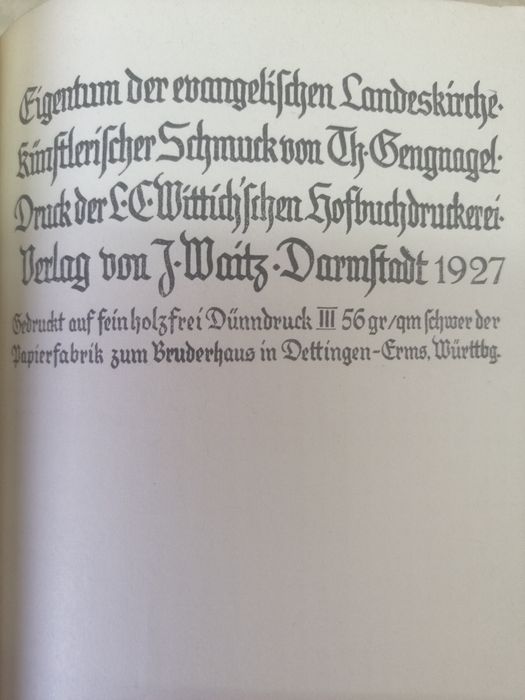 Eigentum der evangelischen Landeskirche·
Künstlerischer Schmuck von Th· Gengnagel·
Druck der L·C·Wittich'schen Hofbuchdruckerei·
Verlag von J·Waitz·Darmstadt 1927
Gedruckt auf fein holzfrei Dünndruck III 56 gr/qm schwer der
Papierfabrik zum Bruderhaus in Dettingen-Erms, Württbg.